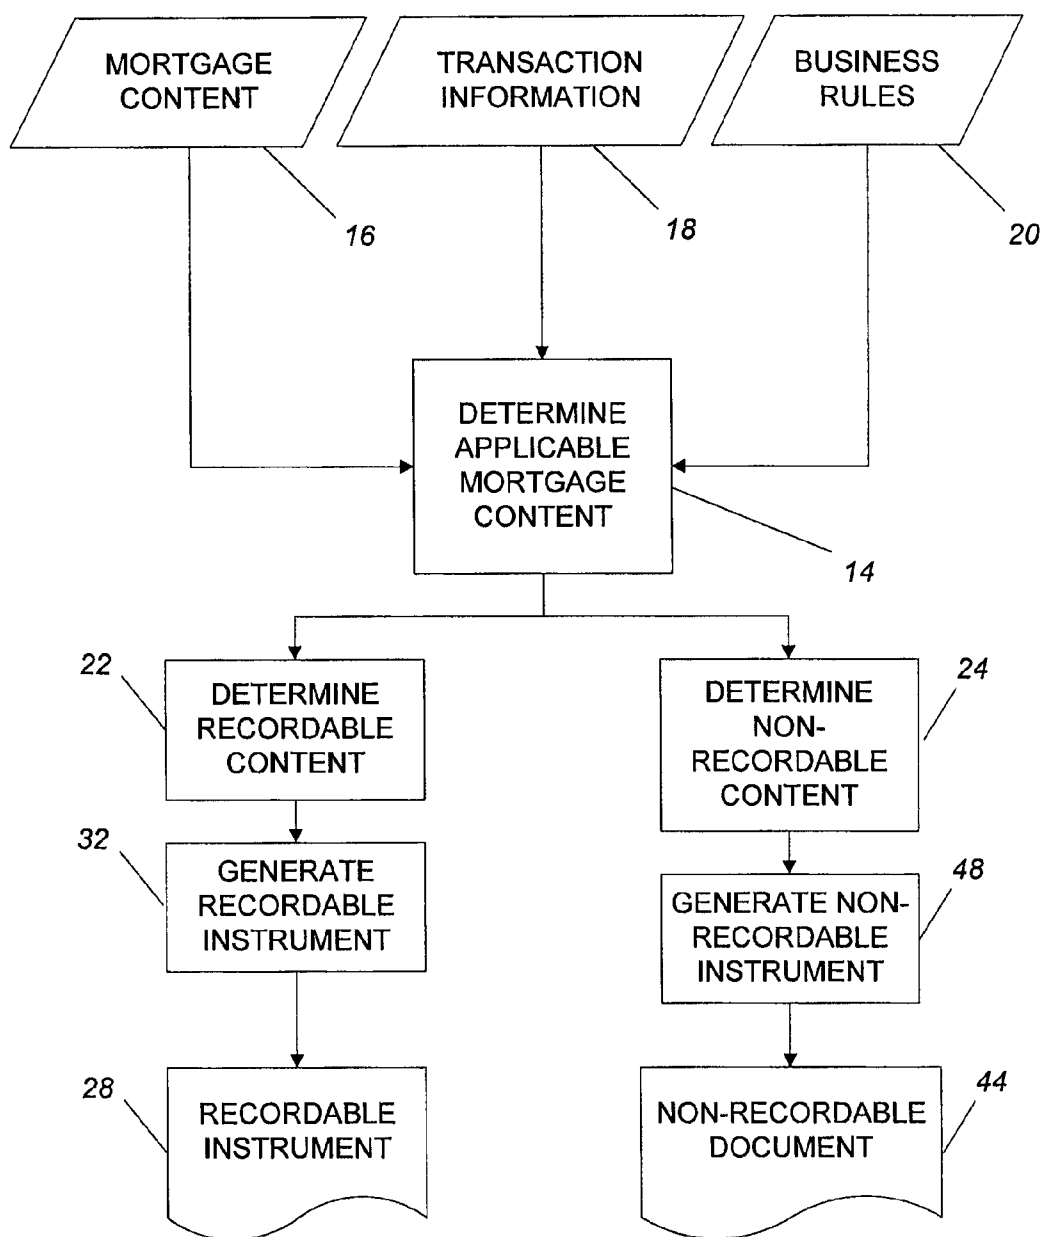 MORTGAGE
CONTENT
TRANSACTION
INFORMATION
BUSINESS
RULES
16
18
20
DETERMINE
APPLICABLE
MORTGAGE
CONTENT
14
22
DETERMINE
RECORDABLE
CONTENT
24
DETERMINE
NON-
RECORDABLE
CONTENT
32
GENERATE
RECORDABLE
INSTRUMENT
48
GENERATE NON-
RECORDABLE
INSTRUMENT
28
RECORDABLE
INSTRUMENT
44
NON-RECORDABLE
DOCUMENT